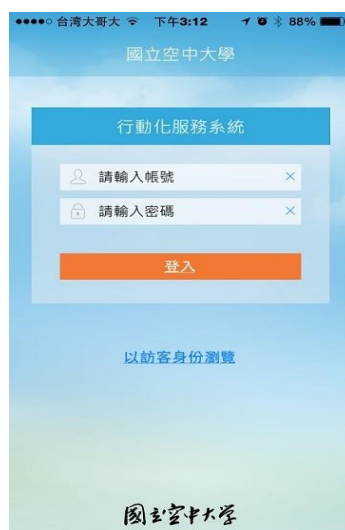 台湾大哥大 下午3:12 88%
國立空中大學
行動化服務系統
請輸入帳號
請輸入密碼
登入
以訪客身份瀏覽
國立空中大學